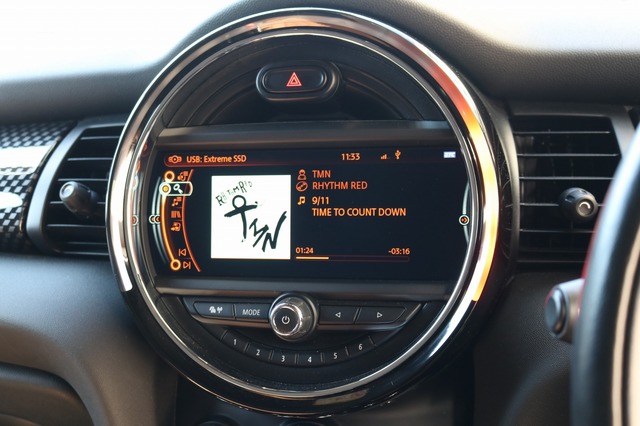 USB: Extreme SSD
11:33
TMN
RHYTHM RED
9/11
TIME TO COUNT DOWN
01:24
-03:16
RHYTHM RED
TMN
MODE
1 2 3 4 5 6